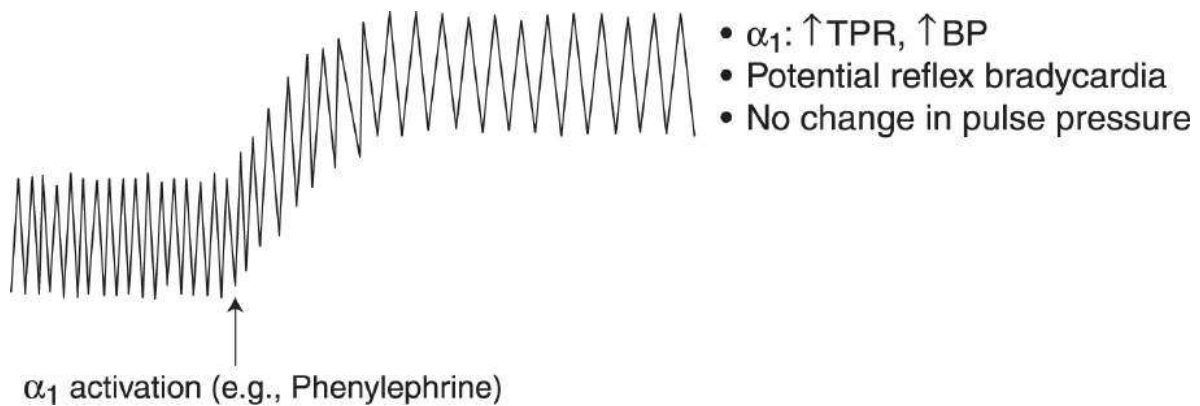 • α₁: ↑TPR, ↑BP
• Potential reflex bradycardia
• No change in pulse pressure
α₁ activation (e.g., Phenylephrine)